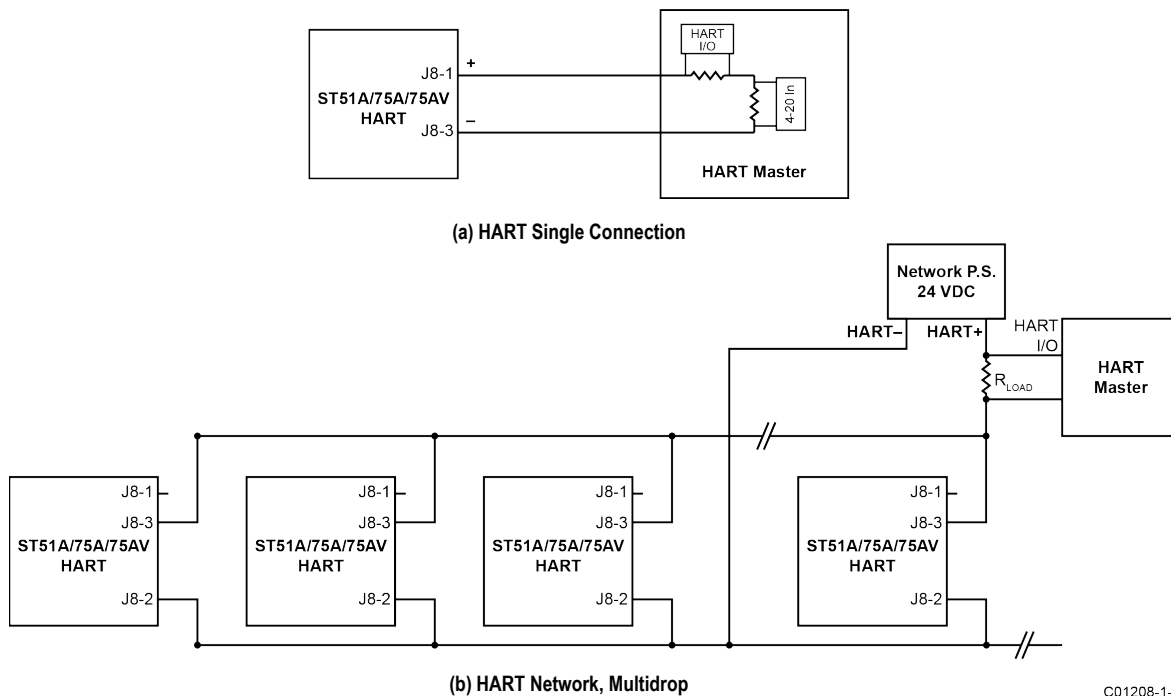 HART
I/O
+
J8-1
ST51A/75A/75AV
HART
–
J8-3
4-20 In
HART Master
(a) HART Single Connection
Network P.S.
24 VDC
HART–
HART+
HART
I/O
RLOAD
HART
Master
J8-1
J8-3
ST51A/75A/75AV
HART
J8-2
J8-1
J8-3
ST51A/75A/75AV
HART
J8-2
J8-1
J8-3
ST51A/75A/75AV
HART
J8-2
J8-1
J8-3
ST51A/75A/75AV
HART
J8-2
(b) HART Network, Multidrop
C01208-1-